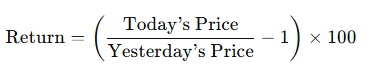 Return = (Today's Price / Yesterday's Price − 1) × 100